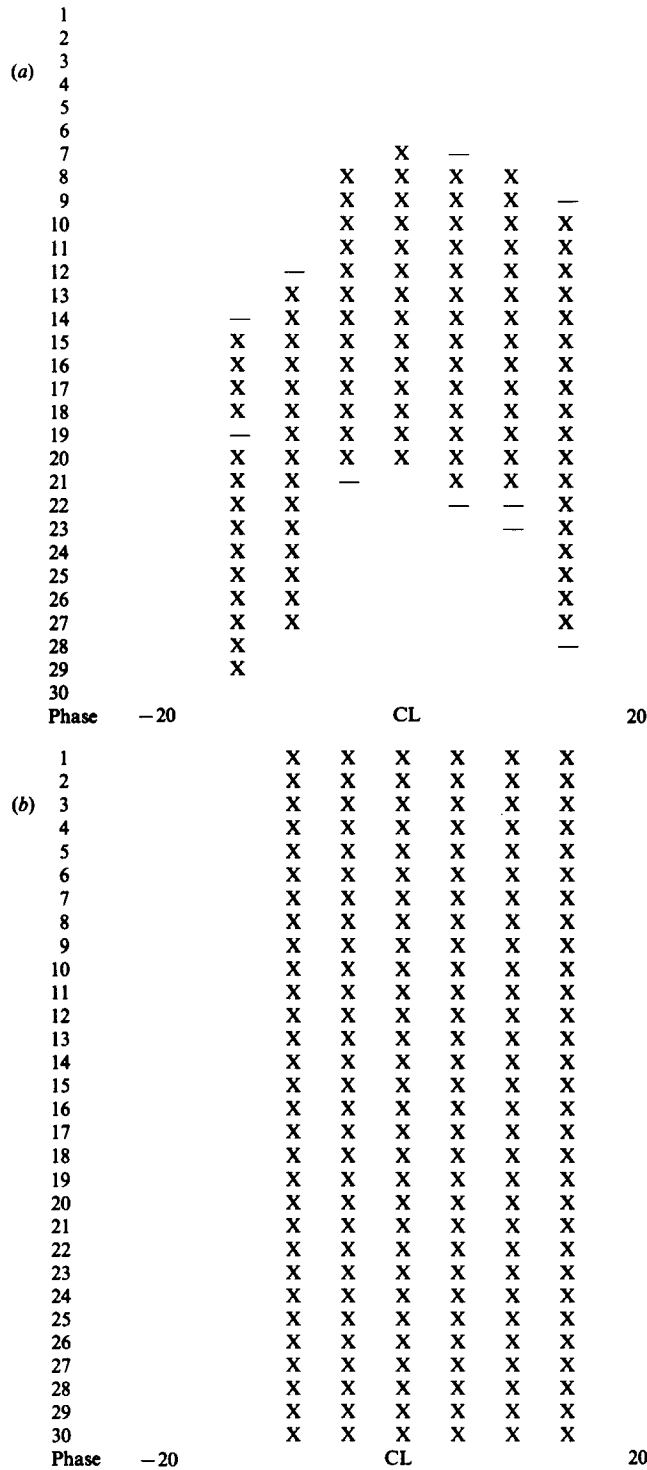 1
2
3
(a)
4
5
6
7 X —
8 X X X X
9 X X X X —
10 X X X X X
11 X X X X X
12 — X X X X X
13 X X X X X X
14 — X X X X X X
15 X X X X X X X
16 X X X X X X X
17 X X X X X X X
18 X X X X X X X
19 — X X X X X X
20 X X X X X X X
21 X X — X X X
22 X X — — X
23 X X — X
24 X X X
25 X X X
26 X X X
27 X X X
28 X —
29 X
30
Phase −20 CL 20
1 X X X X X X
2 X X X X X X
(b) 3 X X X X X X
4 X X X X X X
5 X X X X X X
6 X X X X X X
7 X X X X X X
8 X X X X X X
9 X X X X X X
10 X X X X X X
11 X X X X X X
12 X X X X X X
13 X X X X X X
14 X X X X X X
15 X X X X X X
16 X X X X X X
17 X X X X X X
18 X X X X X X
19 X X X X X X
20 X X X X X X
21 X X X X X X
22 X X X X X X
23 X X X X X X
24 X X X X X X
25 X X X X X X
26 X X X X X X
27 X X X X X X
28 X X X X X X
29 X X X X X X
30 X X X X X X
Phase −20 CL 20